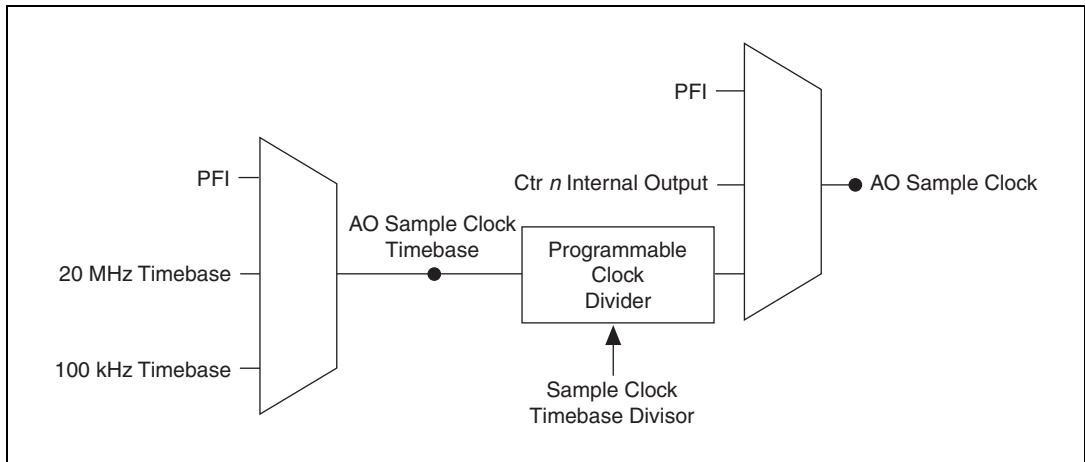 PFI
Ctr n Internal Output
AO Sample Clock
PFI
20 MHz Timebase
100 kHz Timebase
AO Sample Clock
Timebase
Programmable
Clock
Divider
Sample Clock
Timebase Divisor